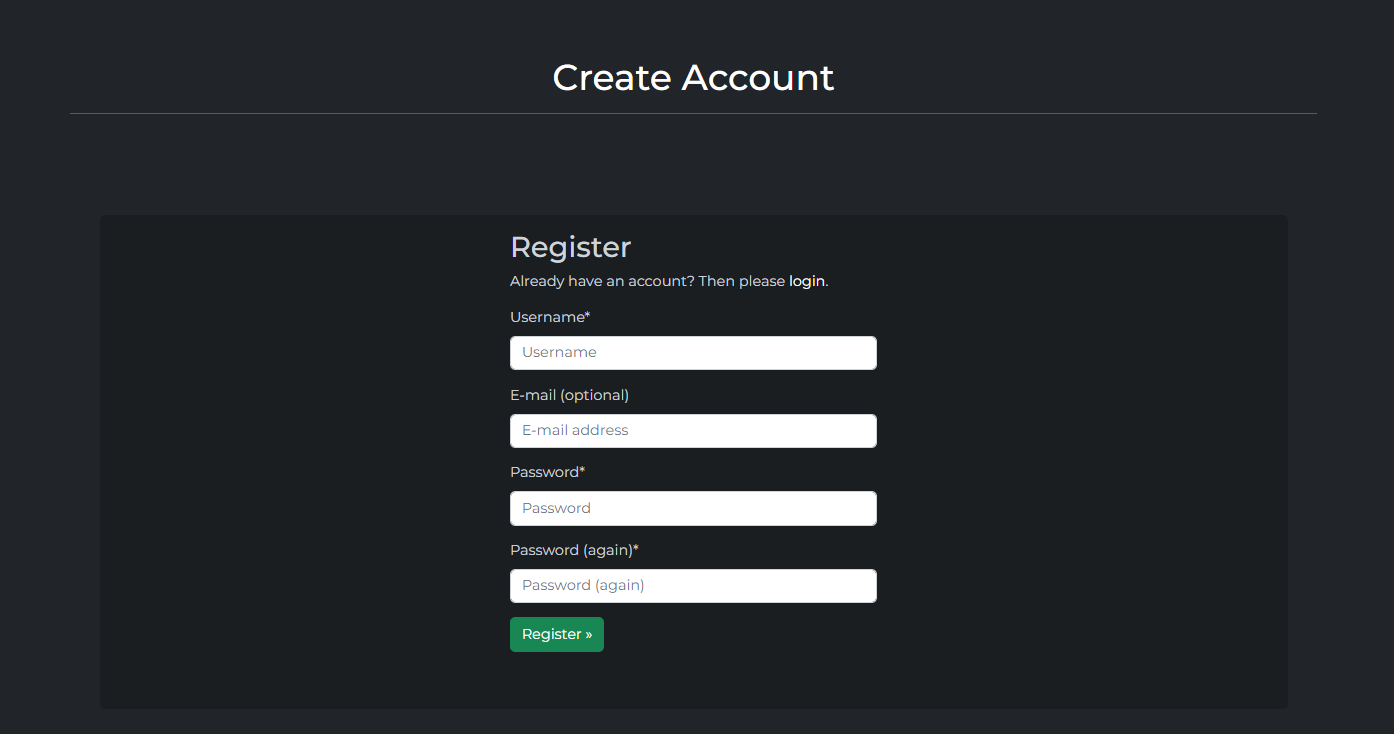 Create Account
Register
Already have an account? Then please login.
Username*
Username
E-mail (optional)
E-mail address
Password*
Password
Password (again)*
Password (again)
Register »